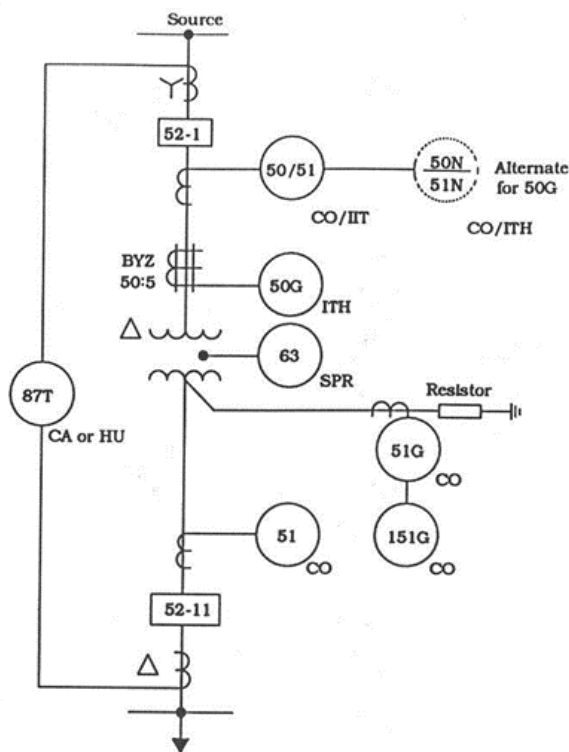 Source
52-1
50/51
CO/IIT
50N
51N
Alternate
for 50G
CO/ITH
BYZ
50:5
50G
ITH
63
SPR
87T
CA or HU
Resistor
51G
CO
51
CO
151G
CO
52-11